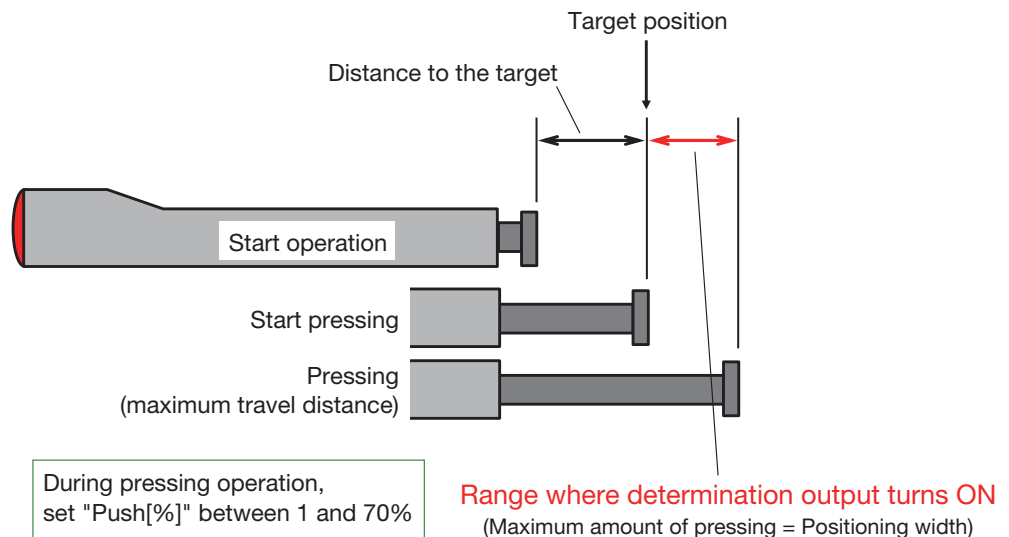 Target position
Distance to the target
Start operation
Start pressing
Pressing
(maximum travel distance)
During pressing operation,
set "Push[%]" between 1 and 70%
Range where determination output turns ON
(Maximum amount of pressing = Positioning width)